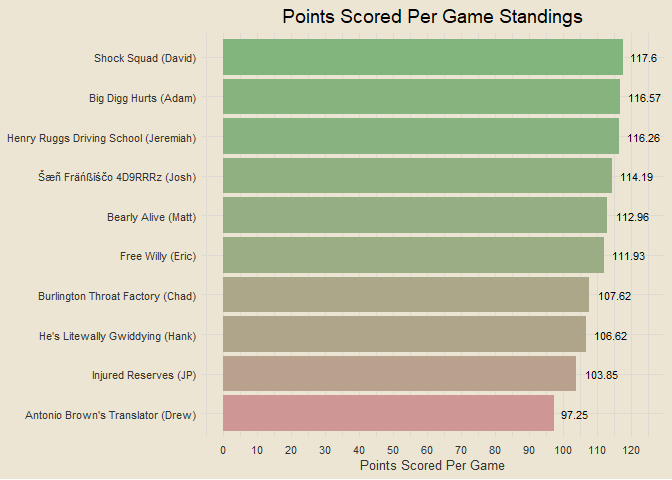 Points Scored Per Game Standings
Shock Squad (David) 117.6
Big Digg Hurts (Adam) 116.57
Henry Ruggs Driving School (Jeremiah) 116.26
Šæñ Fräńßïščo 4D9RRRz (Josh) 114.19
Bearly Alive (Matt) 112.96
Free Willy (Eric) 111.93
Burlington Throat Factory (Chad) 107.62
He's Litewally Gwiddying (Hank) 106.62
Injured Reserves (JP) 103.85
Antonio Brown's Translator (Drew) 97.25
0 10 20 30 40 50 60 70 80 90 100 110 120
Points Scored Per Game